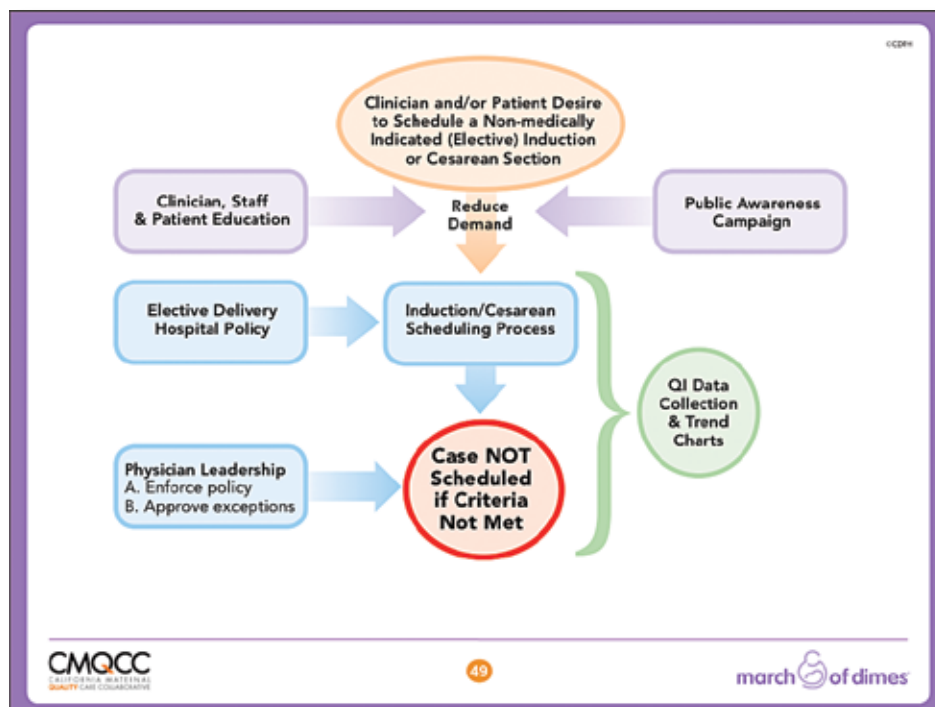 ©CDPH
Clinician and/or Patient Desire
to Schedule a Non-medically
Indicated (Elective) Induction
or Cesarean Section
Clinician, Staff
& Patient Education
Reduce
Demand
Public Awareness
Campaign
Elective Delivery
Hospital Policy
Induction/Cesarean
Scheduling Process
QI Data
Collection
& Trend
Charts
Physician Leadership
A. Enforce policy
B. Approve exceptions
Case NOT
Scheduled
if Criteria
Not Met
CMQCC
CALIFORNIA MATERNAL
QUALITY CARE COLLABORATIVE
49
march of dimes